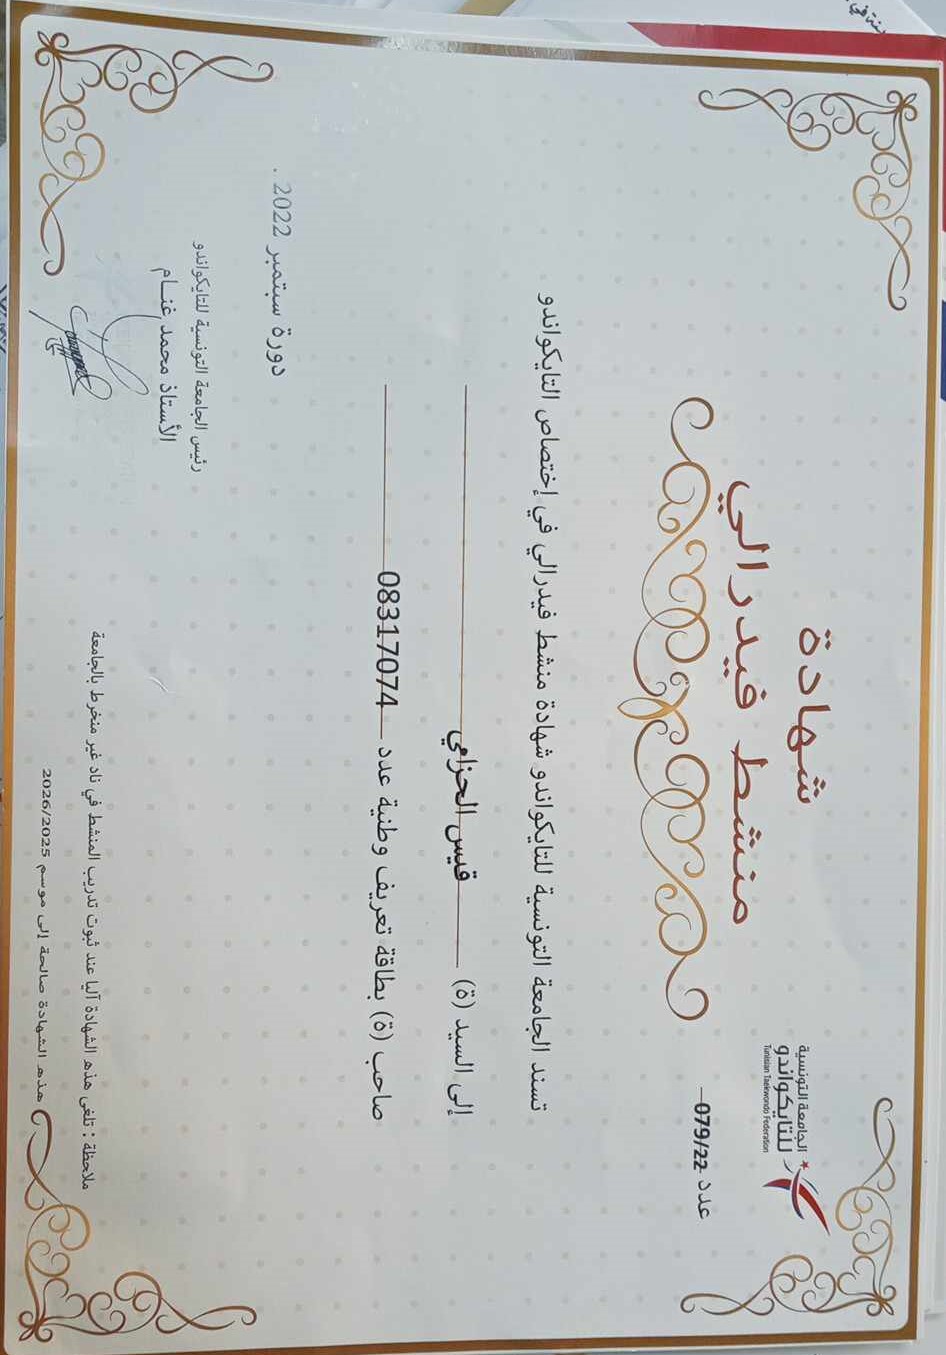 الجامعة التونسية
للتايكواندو
Tunisian Taekwondo Federation
عدد 079/22
شهادة
منشط فيدرالي
تسند الجامعة التونسية للتايكواندو شهادة منشط فيدرالي في إختصاص التايكواندو
إلى السيد (ة) قيس الحزامي
صاحب (ة) بطاقة تعريف وطنية عدد 08317074
دورة سبتمبر 2022 .
رئيس الجامعة التونسية للتايكواندو
الأستاذ محمد غنـام
ملاحظة : تلغى هذه الشهادة آليا عند ثبوت تدريب المنشط في ناد غير منخرط بالجامعة
هذه الشهادة صالحة إلى موسم 2026/2025